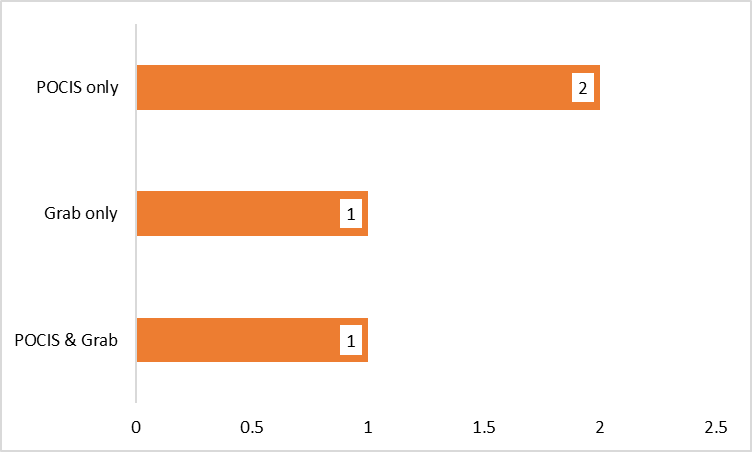 POCIS only
2
Grab only
1
POCIS & Grab
1
0 0.5 1 1.5 2 2.5